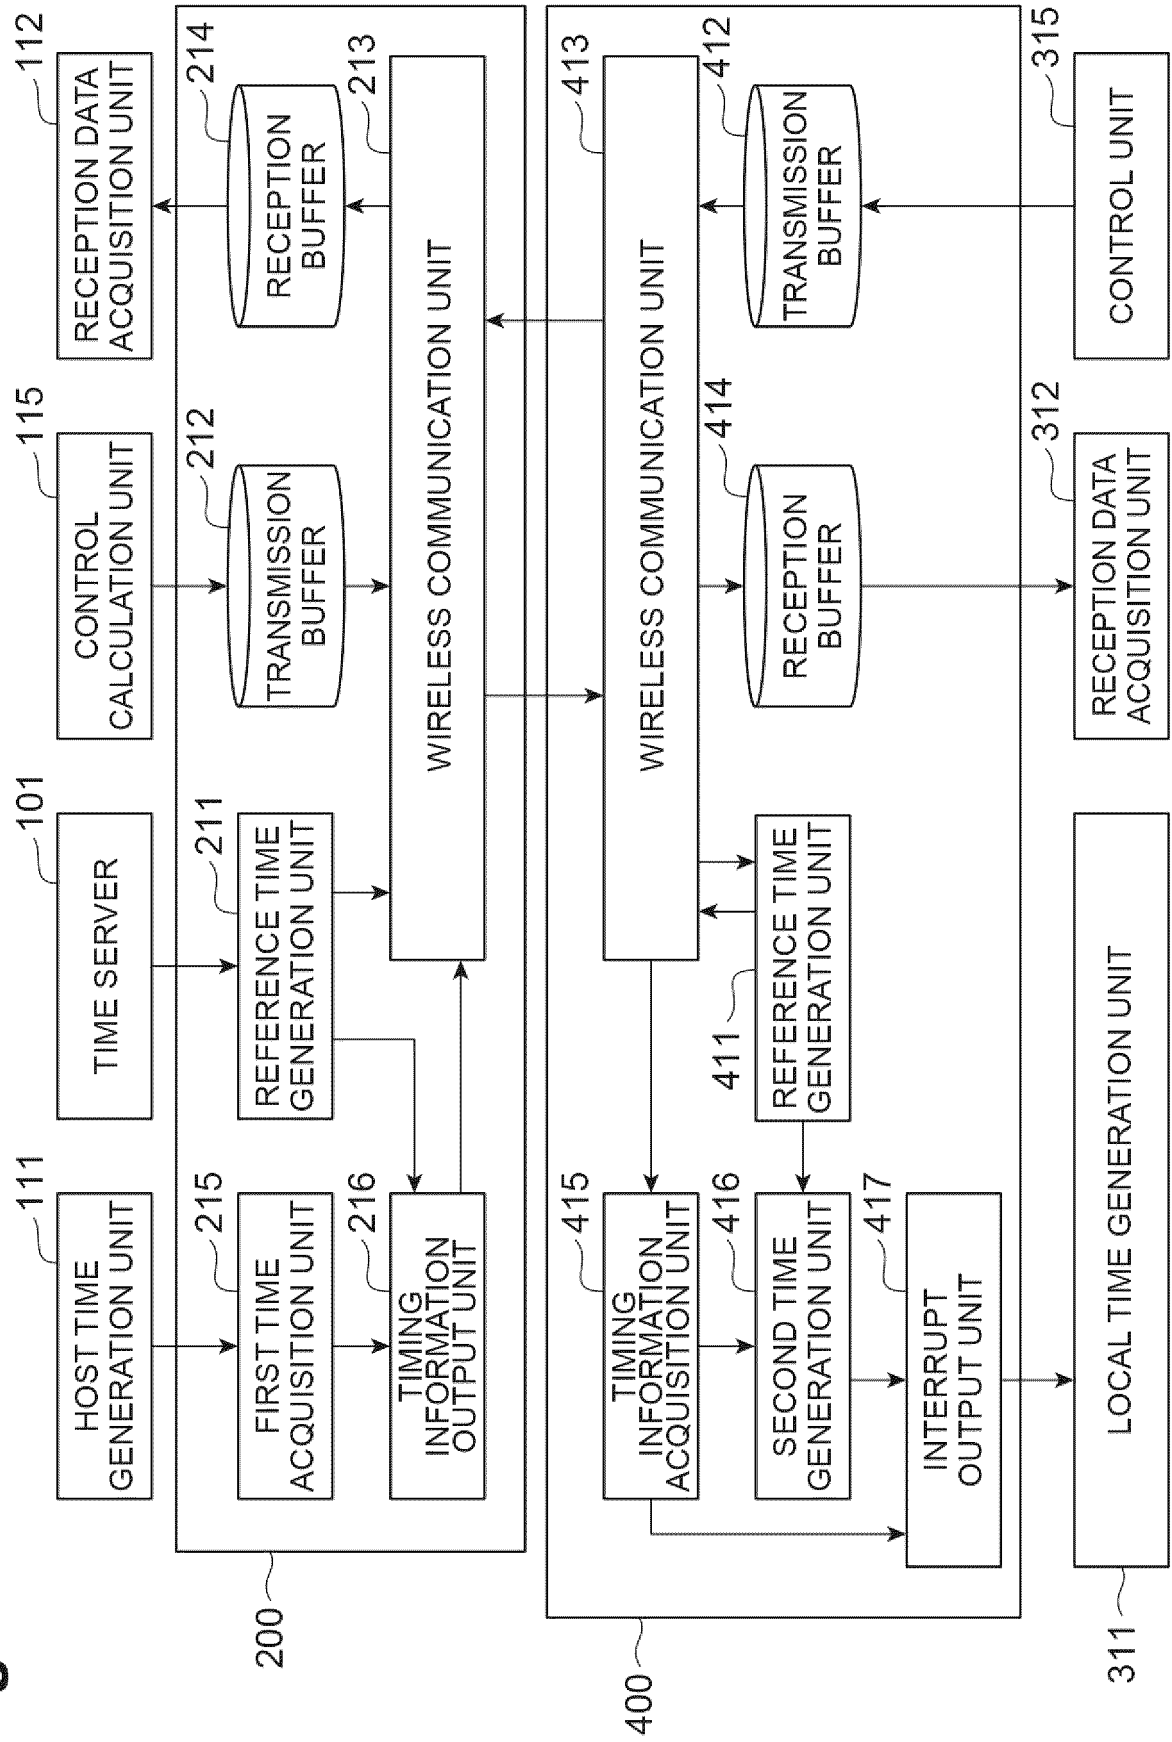 111
HOST TIME
GENERATION UNIT
101
TIME SERVER
115
CONTROL
CALCULATION UNIT
112
RECEPTION DATA
ACQUISITION UNIT
200
215
FIRST TIME
ACQUISITION UNIT
211
REFERENCE TIME
GENERATION UNIT
212
TRANSMISSION
BUFFER
214
RECEPTION
BUFFER
216
TIMING
INFORMATION
OUTPUT UNIT
213
WIRELESS COMMUNICATION UNIT
400
415
TIMING
INFORMATION
ACQUISITION UNIT
413
WIRELESS COMMUNICATION UNIT
416
SECOND TIME
GENERATION UNIT
411
REFERENCE TIME
GENERATION UNIT
414
RECEPTION
BUFFER
412
TRANSMISSION
BUFFER
417
INTERRUPT
OUTPUT UNIT
311
LOCAL TIME GENERATION UNIT
312
RECEPTION DATA
ACQUISITION UNIT
315
CONTROL UNIT